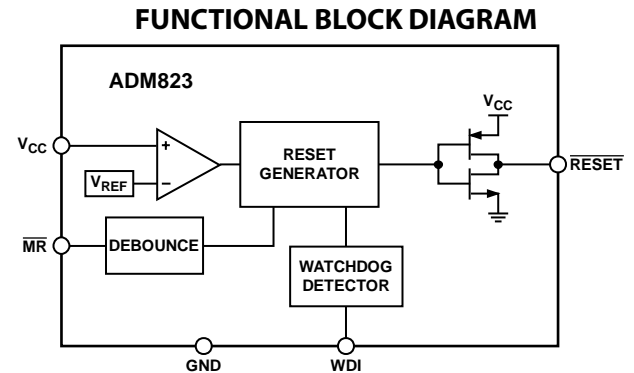 FUNCTIONAL BLOCK DIAGRAM
ADM823
VCC
VCC
+
RESET
GENERATOR
RESET
VREF
–
MR
DEBOUNCE
WATCHDOG
DETECTOR
GND
WDI